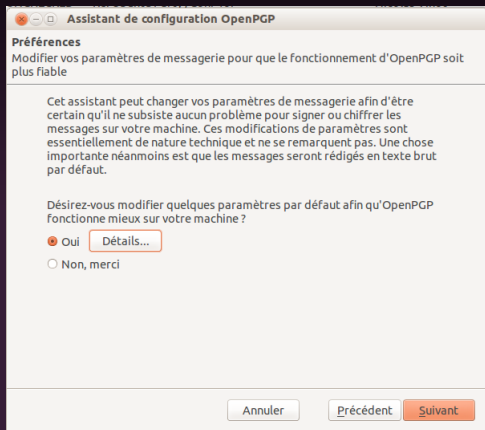 Assistant de configuration OpenPGP
Préférences
Modifier vos paramètres de messagerie pour que le fonctionnement d'OpenPGP soit
plus fiable
Cet assistant peut changer vos paramètres de messagerie afin d'être
certain qu'il ne subsiste aucun problème pour signer ou chiffrer les
messages sur votre machine. Ces modifications de paramètres sont
essentiellement de nature technique et ne se remarquent pas. Une chose
importante néanmoins est que les messages seront rédigés en texte brut
par défaut.
Désirez-vous modifier quelques paramètres par défaut afin qu'OpenPGP
fonctionne mieux sur votre machine ?
Oui Détails...
Non, merci
Annuler Précédent Suivant